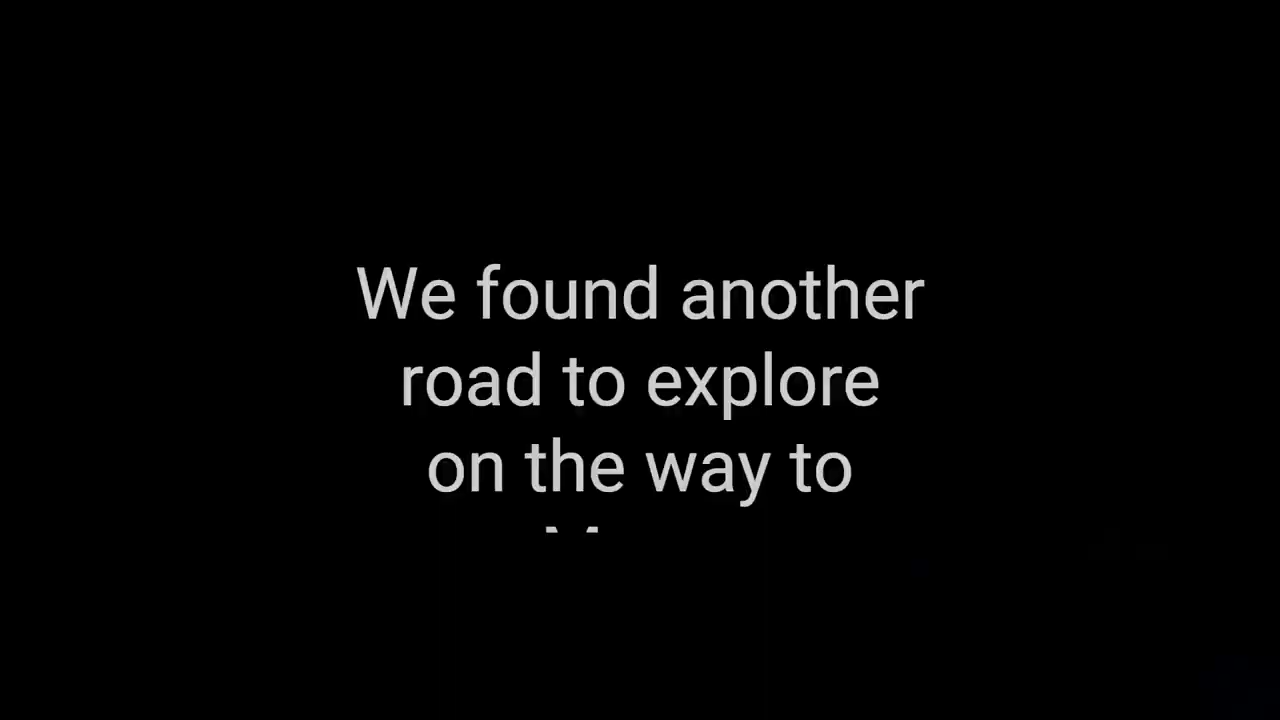 We found another
road to explore
on the way to